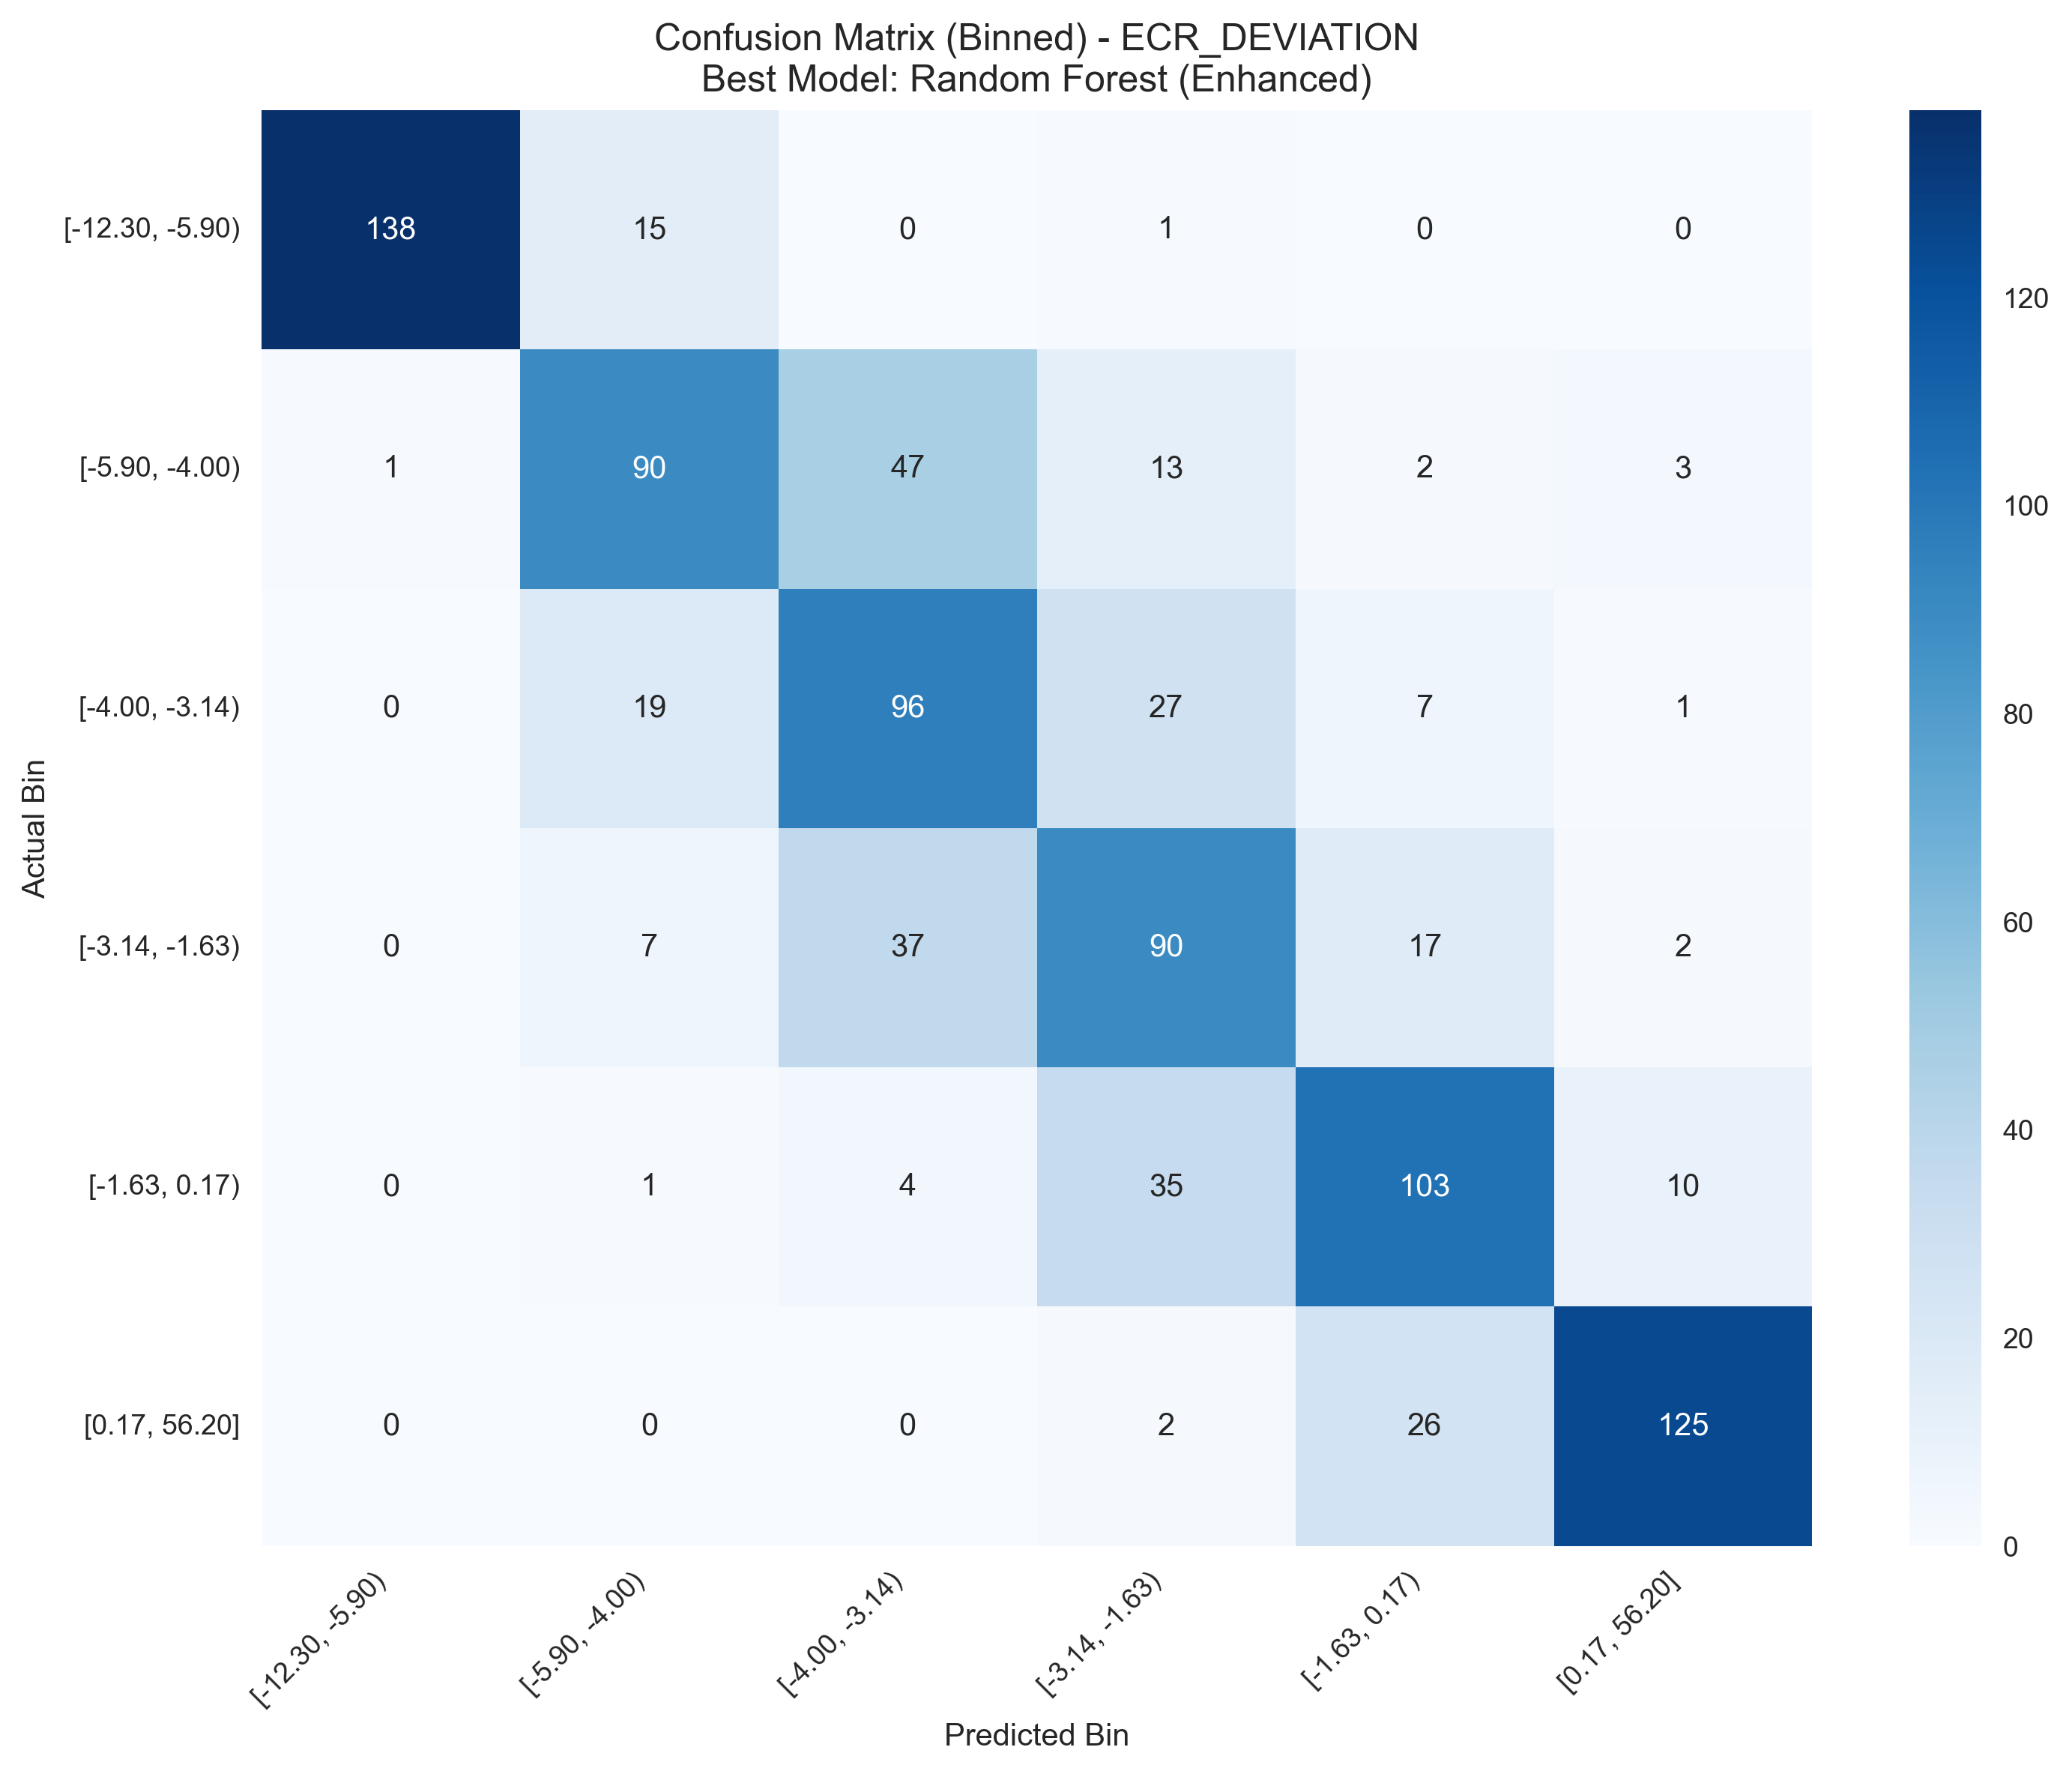 Confusion Matrix (Binned) - ECR_DEVIATION
Best Model: Random Forest (Enhanced)
[-12.30, -5.90) 138 15 0 1 0 0
[-5.90, -4.00) 1 90 47 13 2 3
[-4.00, -3.14) 0 19 96 27 7 1
[-3.14, -1.63) 0 7 37 90 17 2
[-1.63, 0.17) 0 1 4 35 103 10
[0.17, 56.20] 0 0 0 2 26 125
Actual Bin
[-12.30, -5.90) [-5.90, -4.00) [-4.00, -3.14) [-3.14, -1.63) [-1.63, 0.17) [0.17, 56.20]
Predicted Bin
120
100
80
60
40
20
0